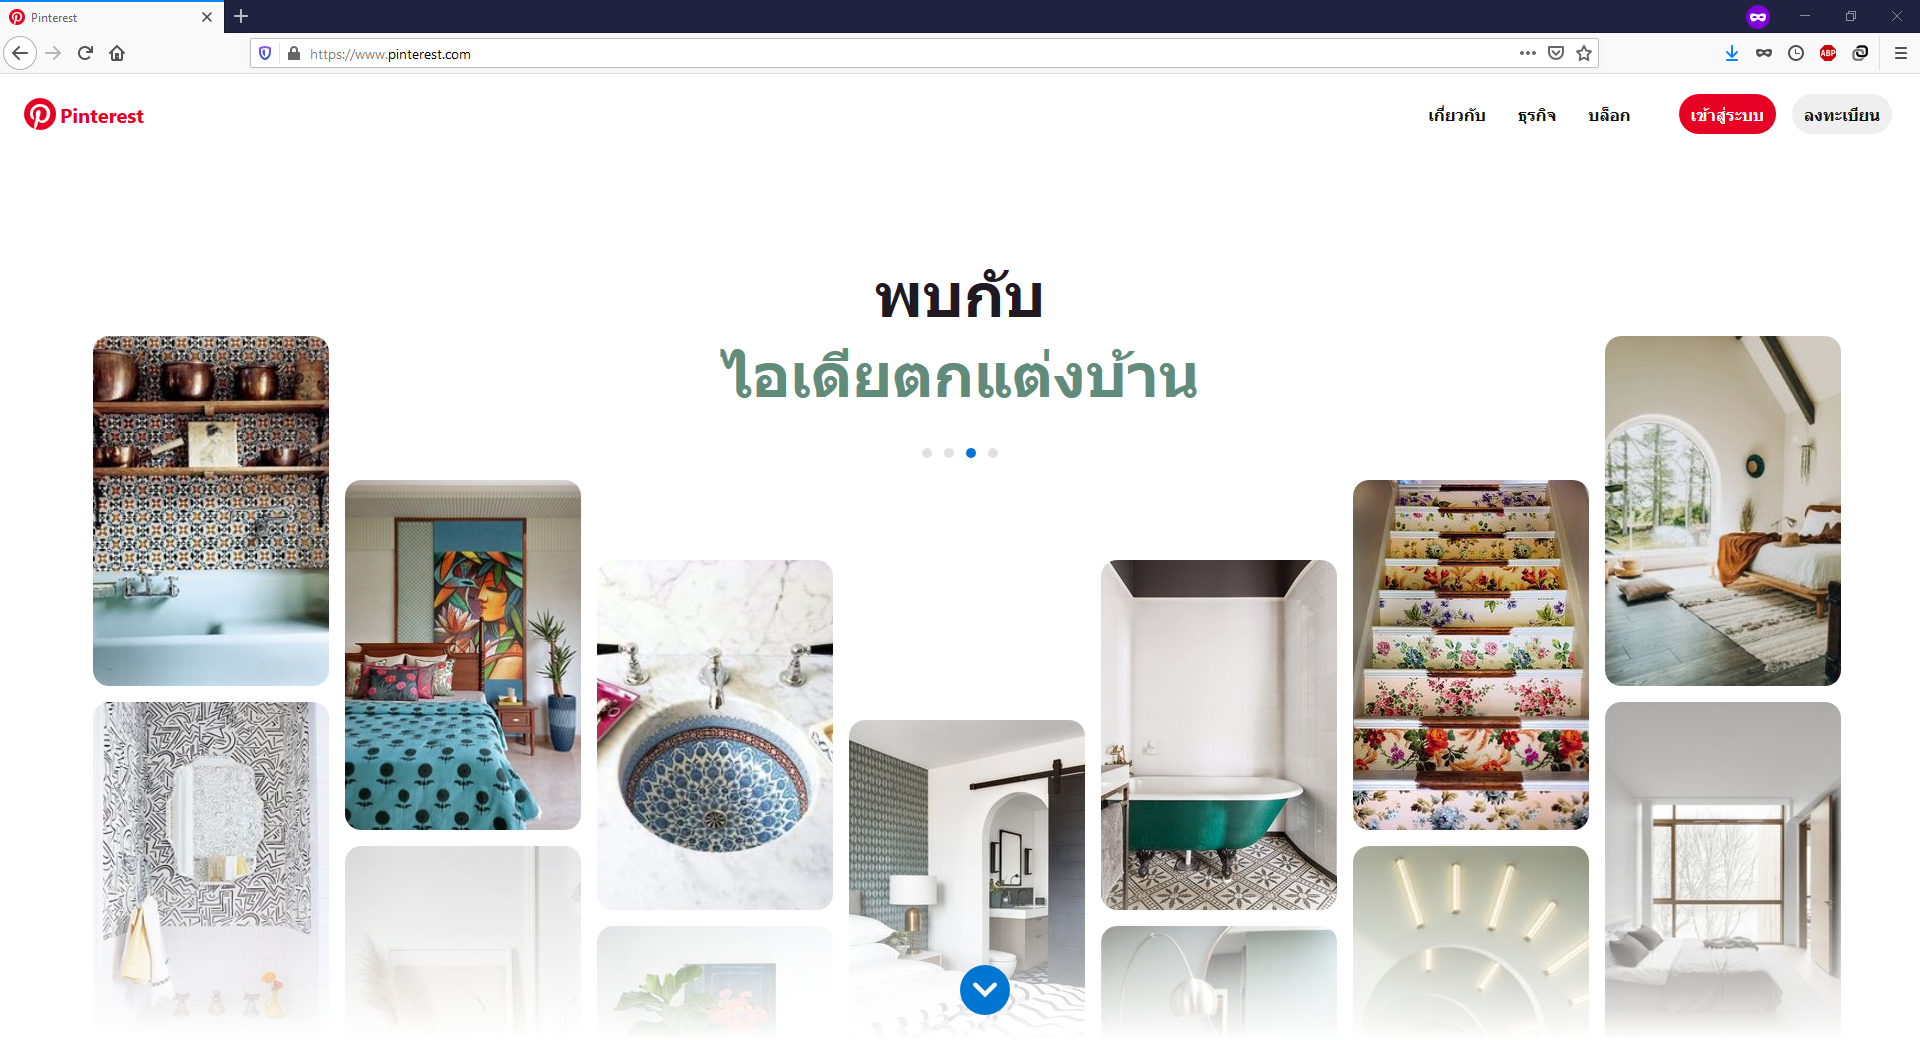 Pinterest
https://www.pinterest.com
ABP
Pinterest
เกี่ยวกับ
ธุรกิจ
บล็อก
เข้าสู่ระบบ
ลงทะเบียน
พบกับ
ไอเดียตกแต่งบ้าน